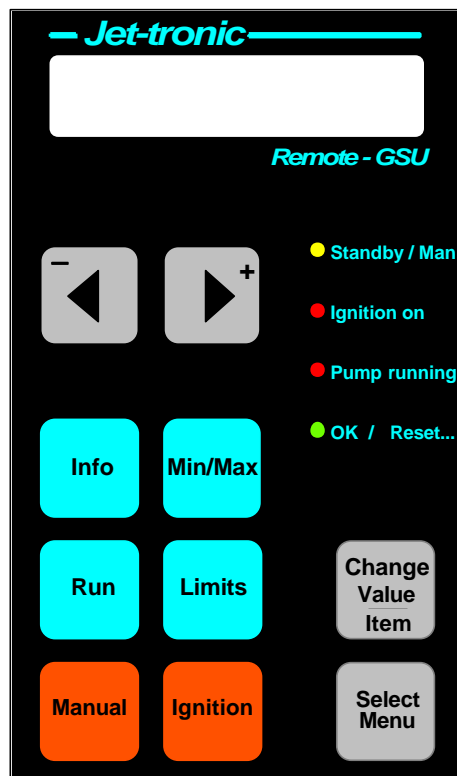 Jet-tronic
Remote - GSU
−
+
Standby / Man
Ignition on
Pump running
OK / Reset...
Info
Min/Max
Run
Limits
Change
Value
Item
Manual
Ignition
Select
Menu